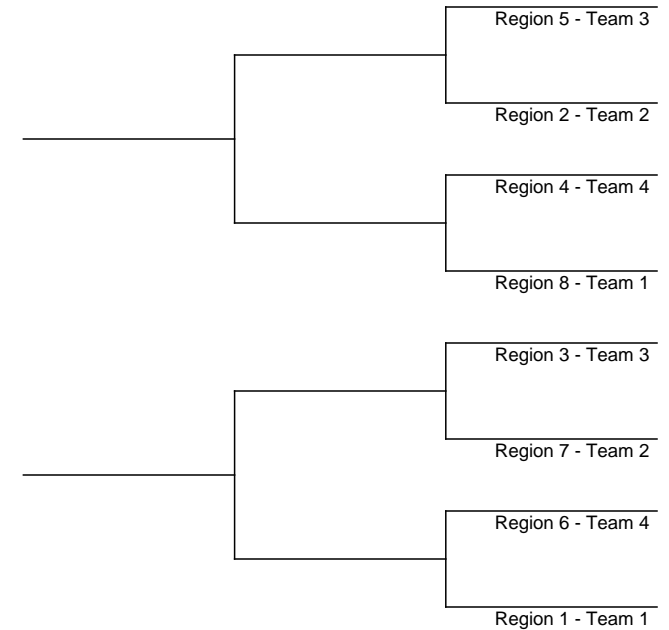 Region 5 - Team 3
Region 2 - Team 2
Region 4 - Team 4
Region 8 - Team 1
Region 3 - Team 3
Region 7 - Team 2
Region 6 - Team 4
Region 1 - Team 1